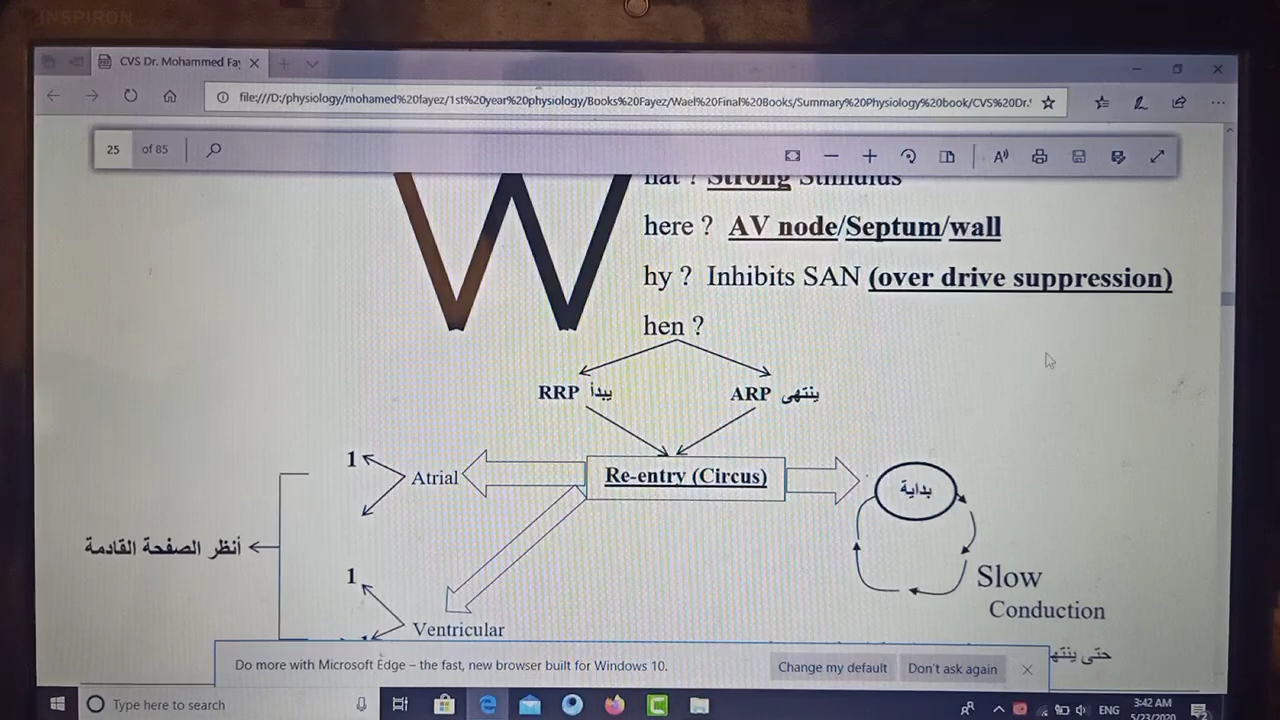 INSPIRON
CVS Dr. Mohammed Fay
file:///D:/physiology/mohamed%20fayez/1st%20year%20physiology/Books%20Fayez/Wael%20Final%20Books/Summary%20Physiology%20book/CVS%20Dr.
25 of 85
W
hat ? Strong Stimulus
here ? AV node/Septum/wall
hy ? Inhibits SAN (over drive suppression)
hen ?
RRP يبدأ
ARP ينتهى
Re-entry (Circus)
1
Atrial
بداية
أنظر الصفحة القادمة
1
Slow
Conduction
Ventricular
حتى ينتها
Do more with Microsoft Edge – the fast, new browser built for Windows 10.
Change my default
Don't ask again
Type here to search
ENG
3:42 AM
5/23/2020